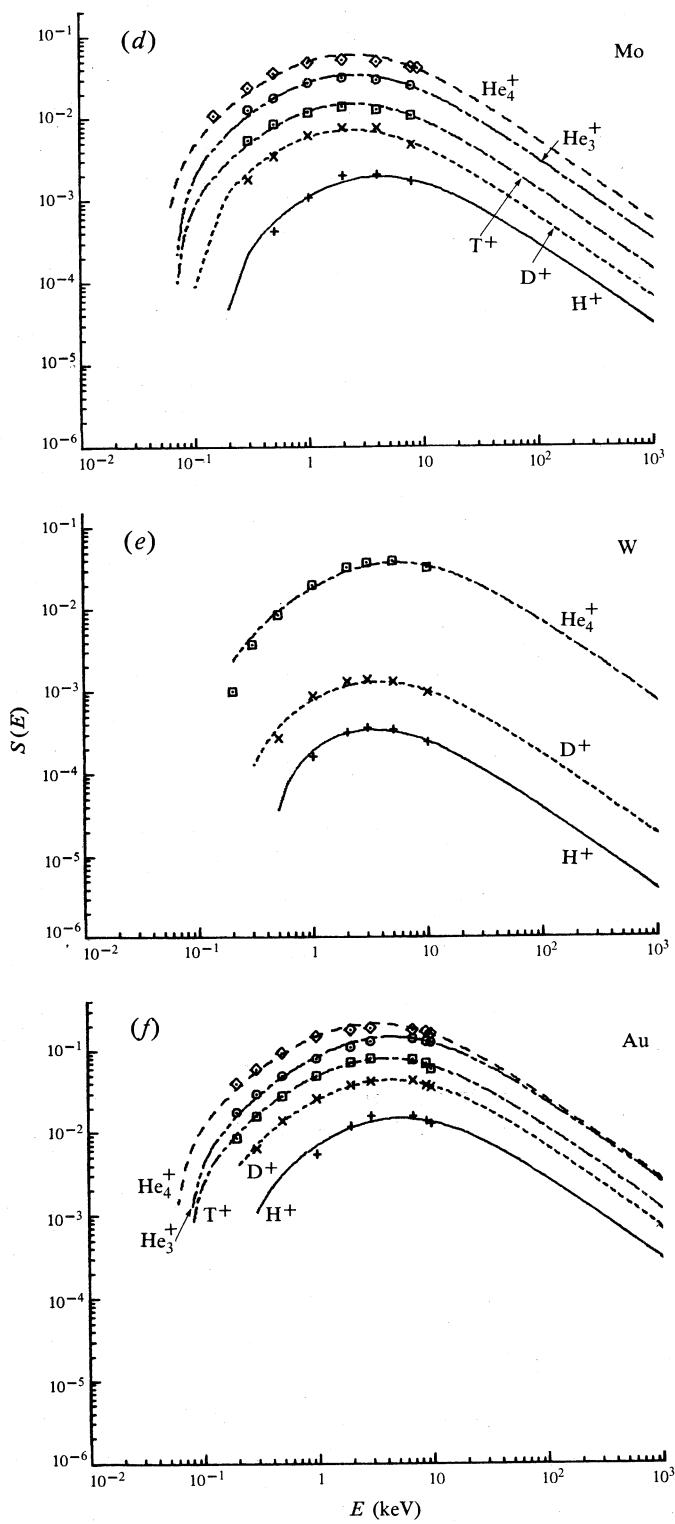 10⁻¹
(d)
Mo
He₄⁺
10⁻²
He₃⁺
10⁻³
T⁺
D⁺
10⁻⁴
H⁺
10⁻⁵
10⁻⁶
10⁻² 10⁻¹ 1 10 10² 10³
10⁻¹
(e)
W
10⁻²
He₄⁺
10⁻³
S(E)
D⁺
10⁻⁴
H⁺
10⁻⁵
10⁻⁶
10⁻² 10⁻¹ 1 10 10² 10³
(f)
Au
10⁻¹
10⁻²
He₄⁺
D⁺
T⁺
H⁺
10⁻³
He₃⁺
10⁻⁴
10⁻⁵
10⁻⁶
10⁻² 10⁻¹ 1 10 10² 10³
E (keV)